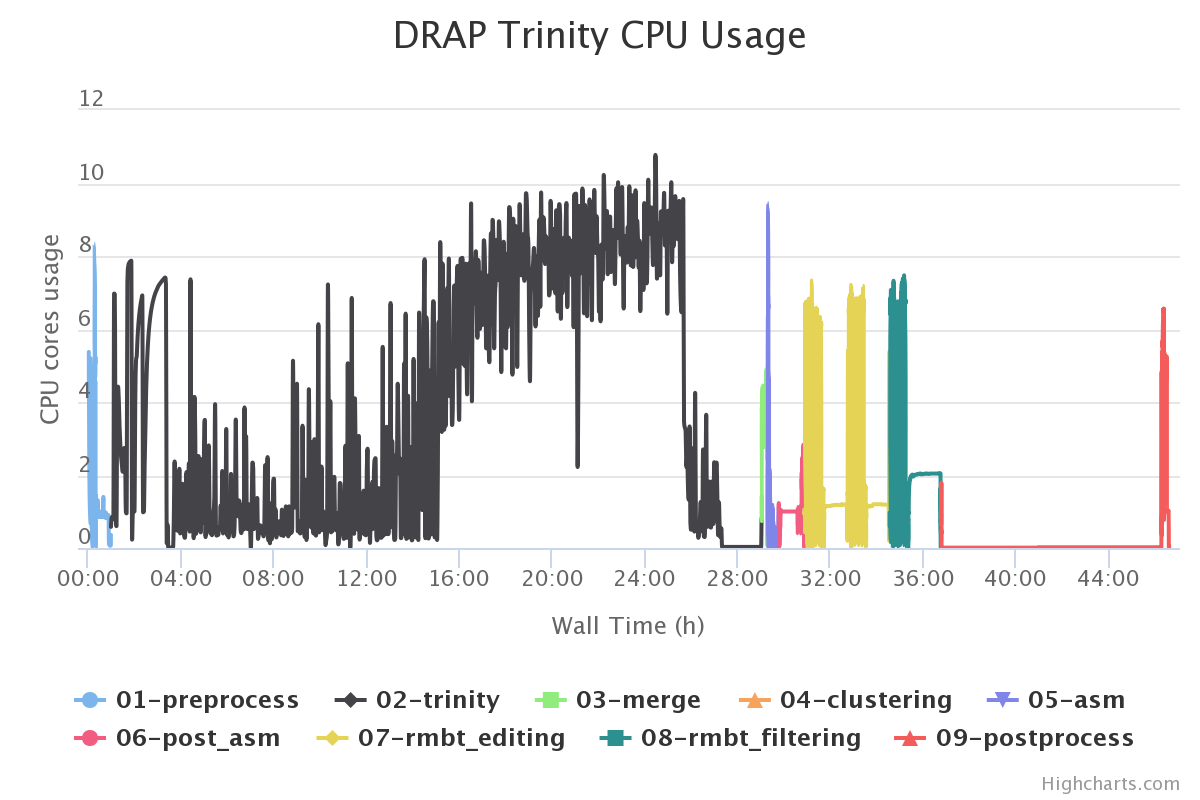 DRAP Trinity CPU Usage
12
10
8
6
4
2
0
CPU cores usage
00:00 04:00 08:00 12:00 16:00 20:00 24:00 28:00 32:00 36:00 40:00 44:00
Wall Time (h)
01-preprocess 02-trinity 03-merge 04-clustering 05-asm
06-post_asm 07-rmbt_editing 08-rmbt_filtering 09-postprocess
Highcharts.com